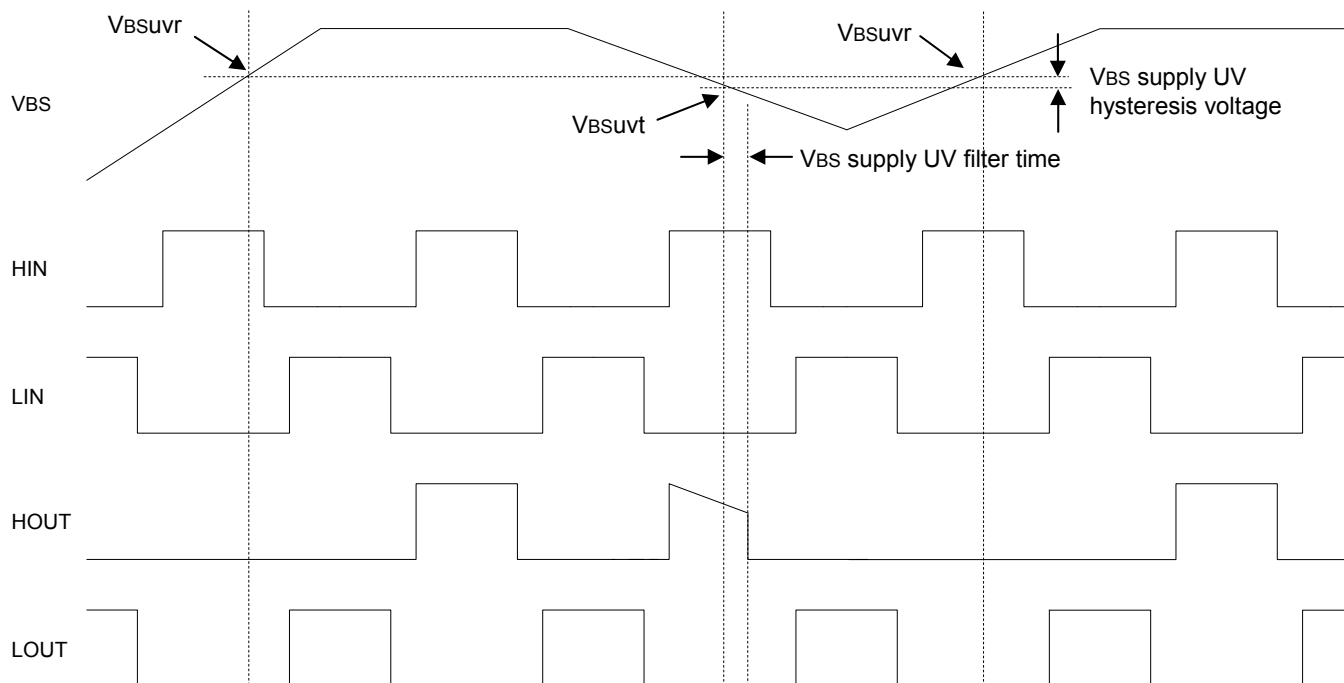 VBSuvr
VBSuvr
VBS supply UV
hysteresis voltage
VBS
VBSuvt
VBS supply UV filter time
HIN
LIN
HOUT
LOUT